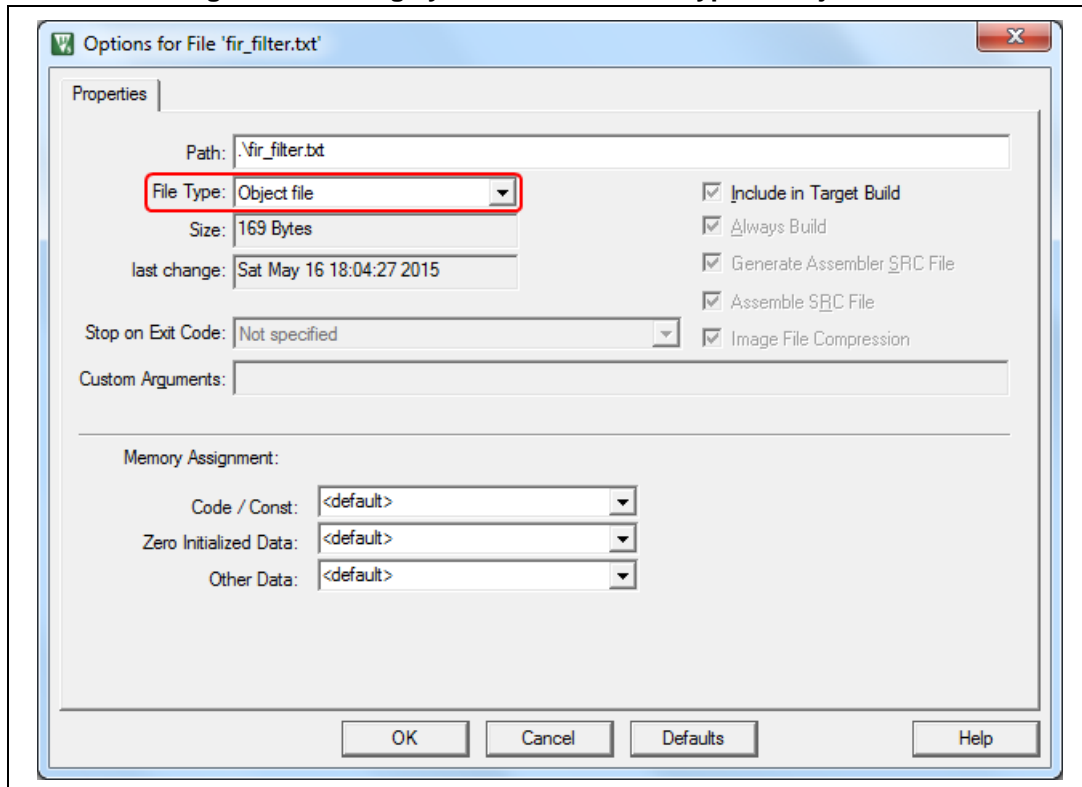 Options for File 'fir_filter.txt'
Properties
Path: .\fir_filter.txt
File Type: Object file
Include in Target Build
Size: 169 Bytes
Always Build
last change: Sat May 16 18:04:27 2015
Generate Assembler SRC File
Assemble SRC File
Stop on Exit Code: Not specified
Image File Compression
Custom Arguments:
Memory Assignment:
Code / Const: <default>
Zero Initialized Data: <default>
Other Data: <default>
OK Cancel Defaults Help